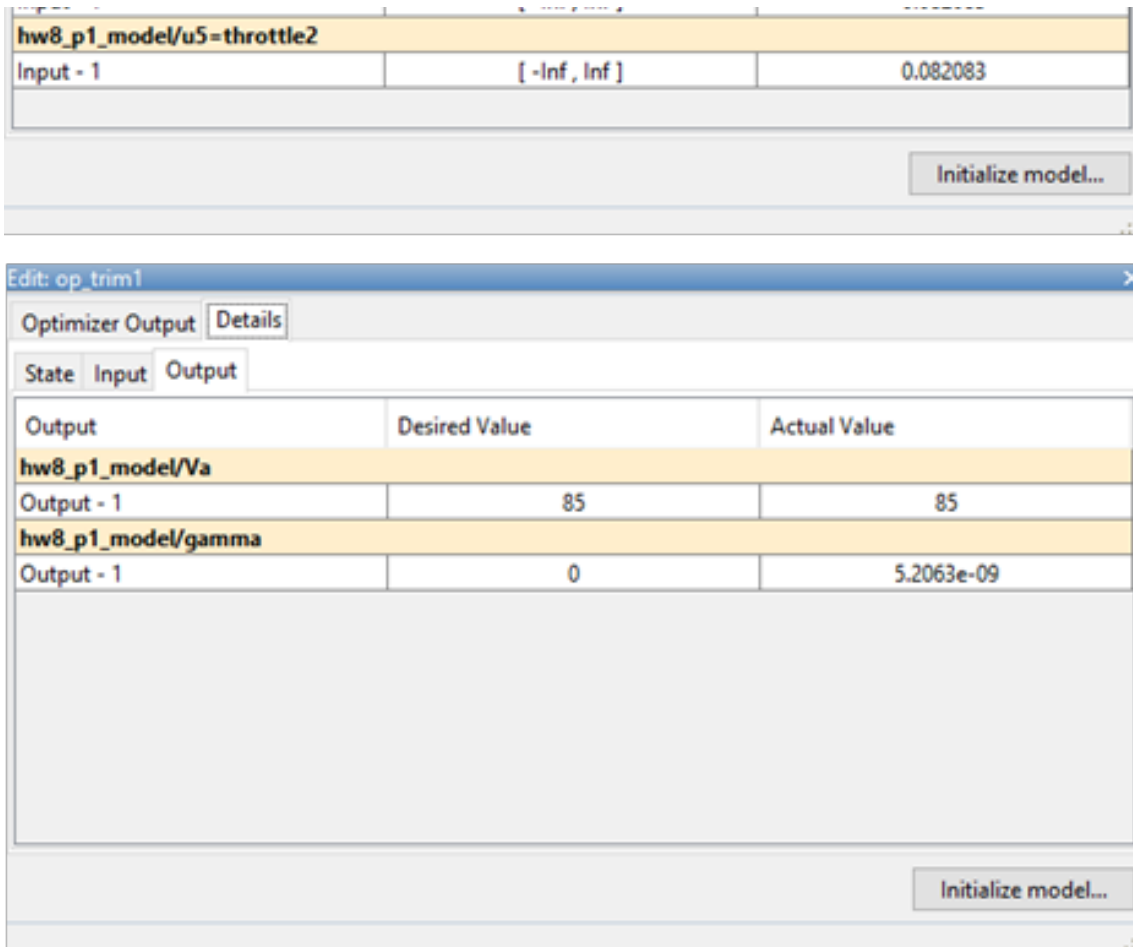 hw8_p1_model/u5=throttle2
Input - 1 [ -Inf , Inf ] 0.082083
Initialize model...
Edit: op_trim1
Optimizer Output Details
State Input Output
Output Desired Value Actual Value
hw8_p1_model/Va
Output - 1 85 85
hw8_p1_model/gamma
Output - 1 0 5.2063e-09
Initialize model...